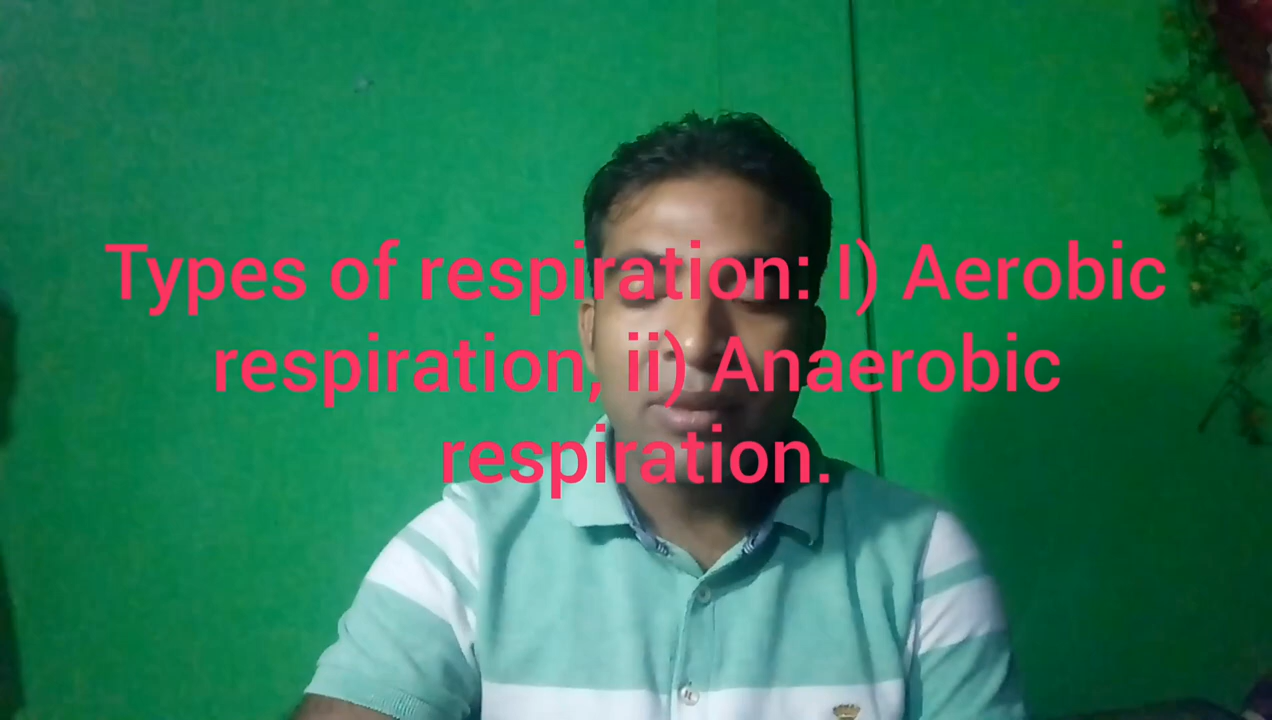 Types of respiration: I) Aerobic
respiration, ii) Anaerobic
respiration.